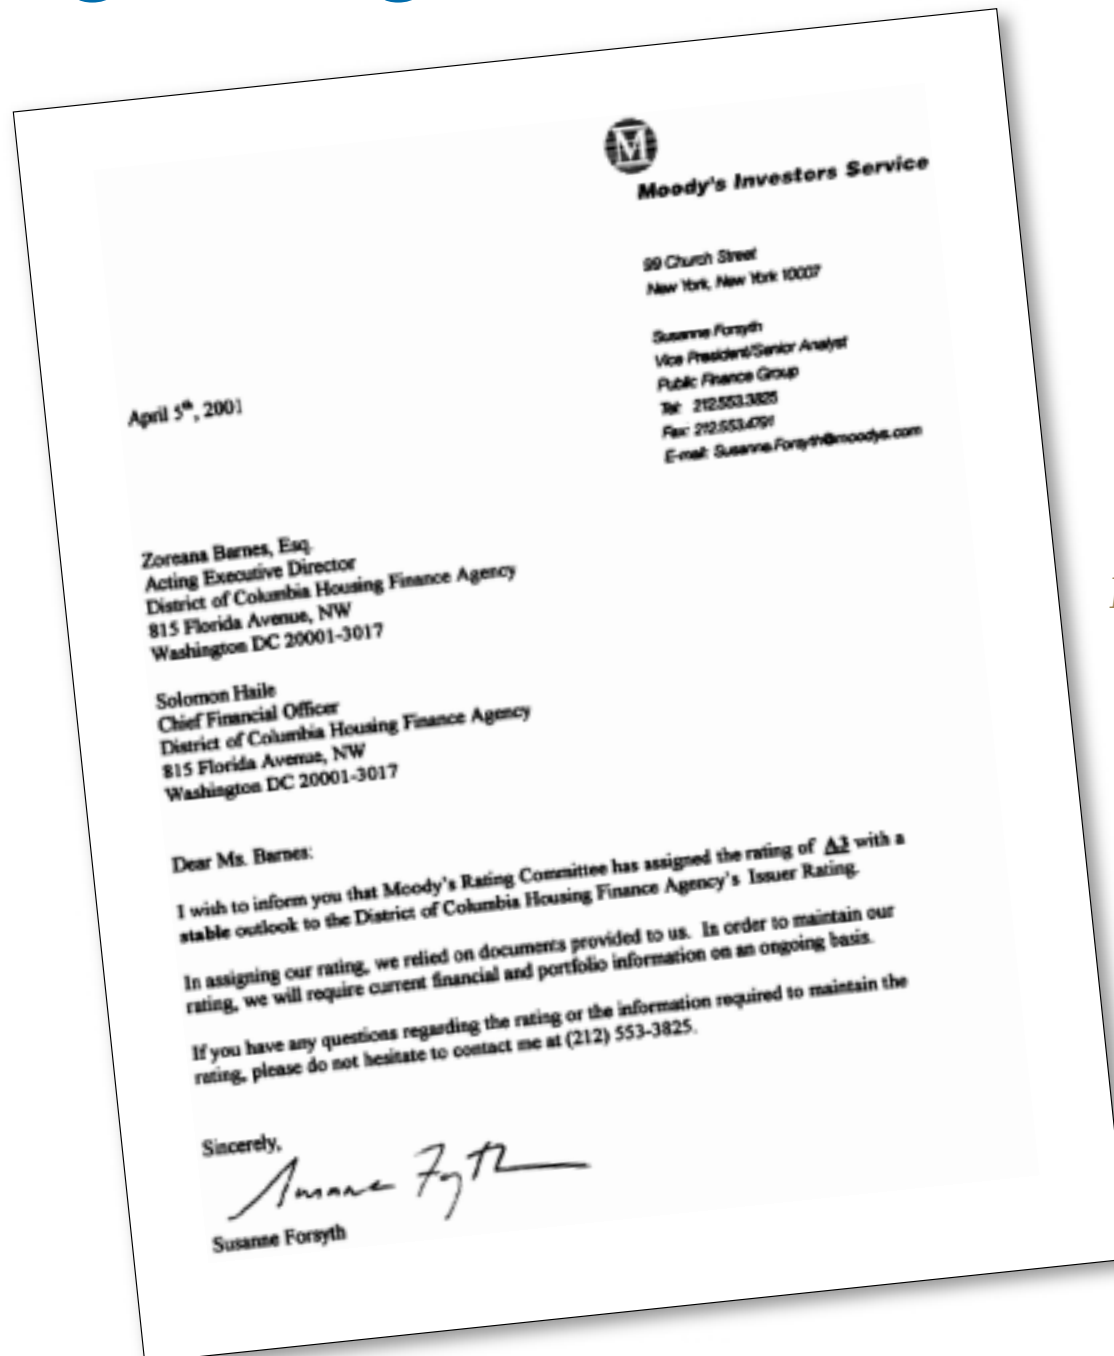 M
Moody's Investors Service
99 Church Street
New York, New York 10007
Susanne Forsyth
Vice President/Senior Analyst
Public Finance Group
Tel: 212.553.3825
Fax: 212.553.4791
E-mail: Susanne.Forsyth@moodys.com
April 5th, 2001
Zoreana Barnes, Esq.
Acting Executive Director
District of Columbia Housing Finance Agency
815 Florida Avenue, NW
Washington DC 20001-3017
Solomon Haile
Chief Financial Officer
District of Columbia Housing Finance Agency
815 Florida Avenue, NW
Washington DC 20001-3017
Dear Ms. Barnes:
I wish to inform you that Moody's Rating Committee has assigned the rating of A3 with a
stable outlook to the District of Columbia Housing Finance Agency's Issuer Rating.
In assigning our rating, we relied on documents provided to us. In order to maintain our
rating, we will require current financial and portfolio information on an ongoing basis.
If you have any questions regarding the rating or the information required to maintain the
rating, please do not hesitate to contact me at (212) 553-3825.
Sincerely,
Susanne Forsyth